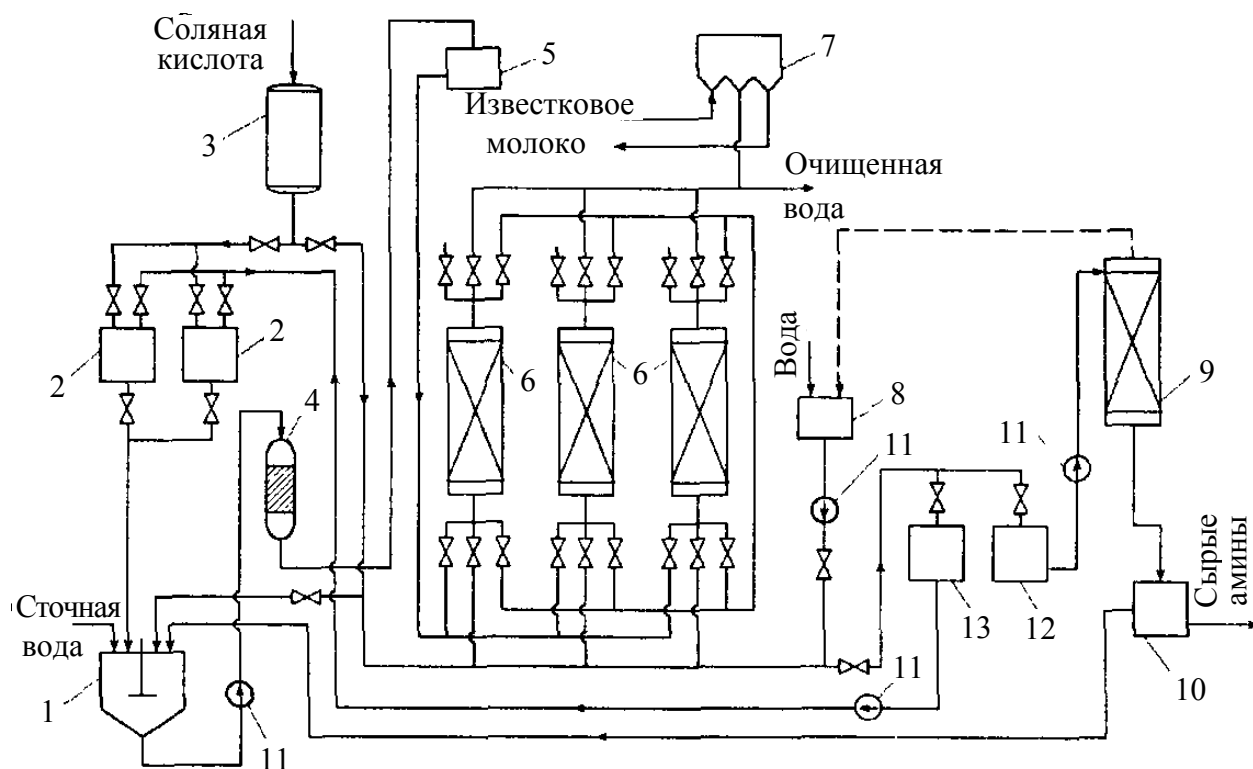 Соляная
кислота
3
5
7
Известковое
молоко
Очищенная
вода
2
2
4
6
6
Вода
8
9
11
11
Сточная
вода
1
11
11
13
12
10
Сырые
амины